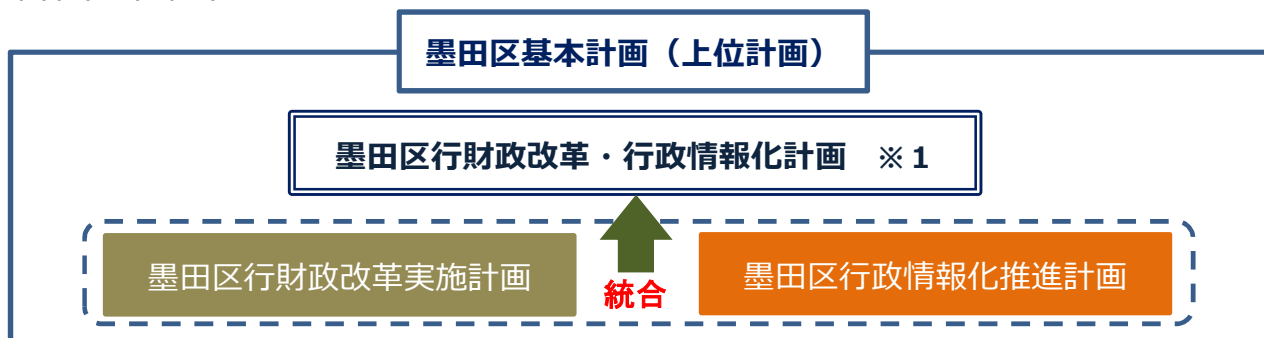 墨田区基本計画（上位計画）
墨田区行財政改革・行政情報化計画　※１
墨田区行財政改革実施計画
統合
墨田区行政情報化推進計画